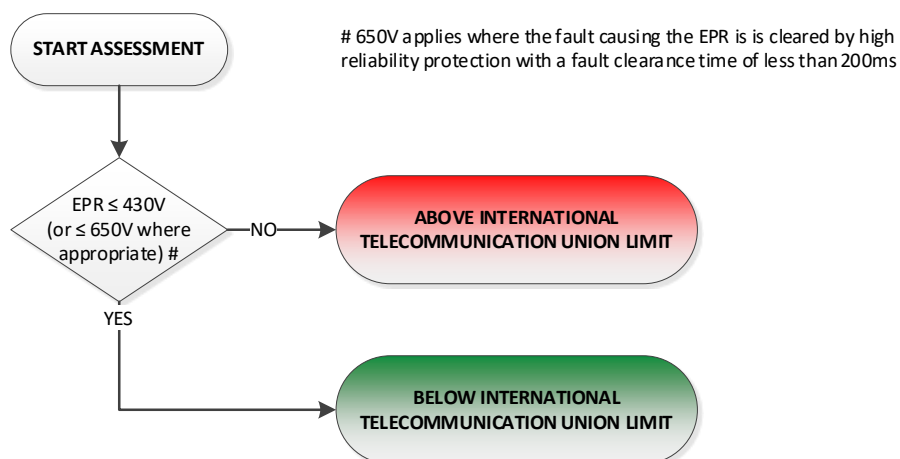 START ASSESSMENT
# 650V applies where the fault causing the EPR is is cleared by high
reliability protection with a fault clearance time of less than 200ms
EPR ≤ 430V
(or ≤ 650V where
appropriate) #
NO
ABOVE INTERNATIONAL
TELECOMMUNICATION UNION LIMIT
YES
BELOW INTERNATIONAL
TELECOMMUNICATION UNION LIMIT